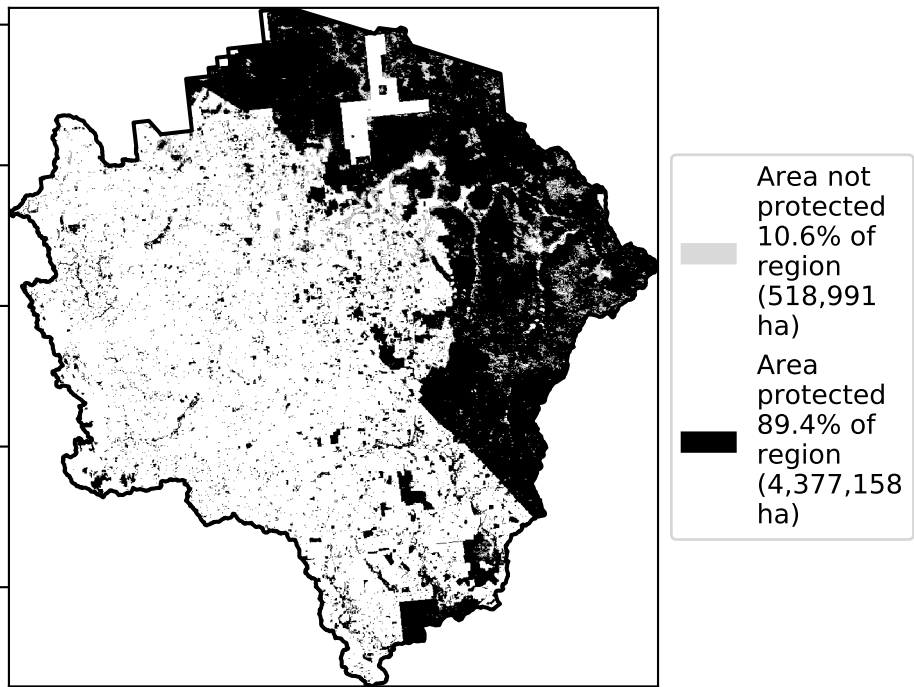 Area not
protected
10.6% of
region
(518,991
ha)
Area
protected
89.4% of
region
(4,377,158
ha)